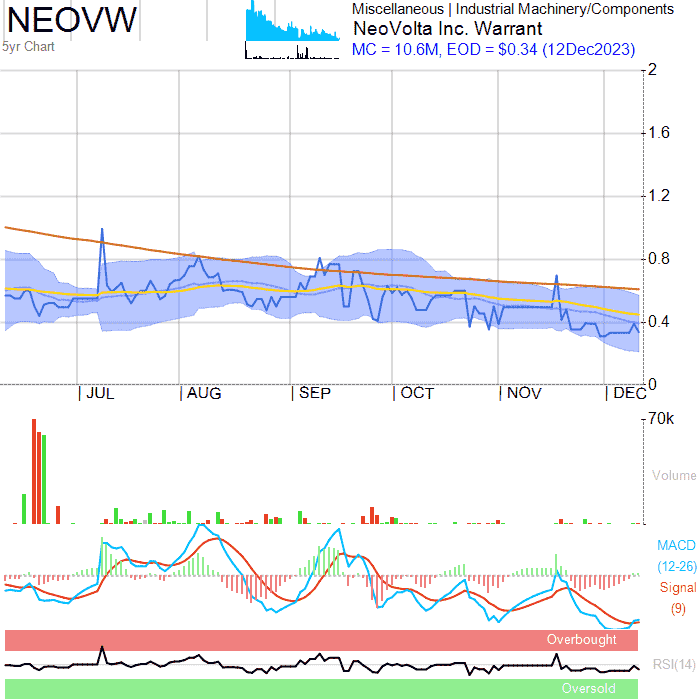 NEOVW
5yr Chart
Miscellaneous | Industrial Machinery/Components
NeoVolta Inc. Warrant
MC = 10.6M, EOD = $0.34 (12Dec2023)
2
1.6
1.2
0.8
0.4
0
| JUL | AUG | SEP | OCT | NOV | DEC
70k
Volume
MACD
(12-26)
Signal
(9)
Overbought
RSI(14)
Oversold